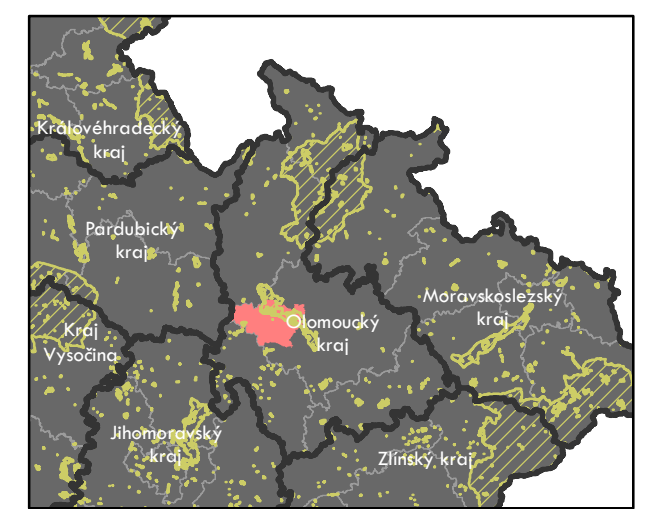 Královéhradecký
kraj
Pardubický
kraj
Moravskoslezský
kraj
Olomoucký
kraj
Kraj
Vysočina
Jihomoravský
kraj
Zlínský kraj